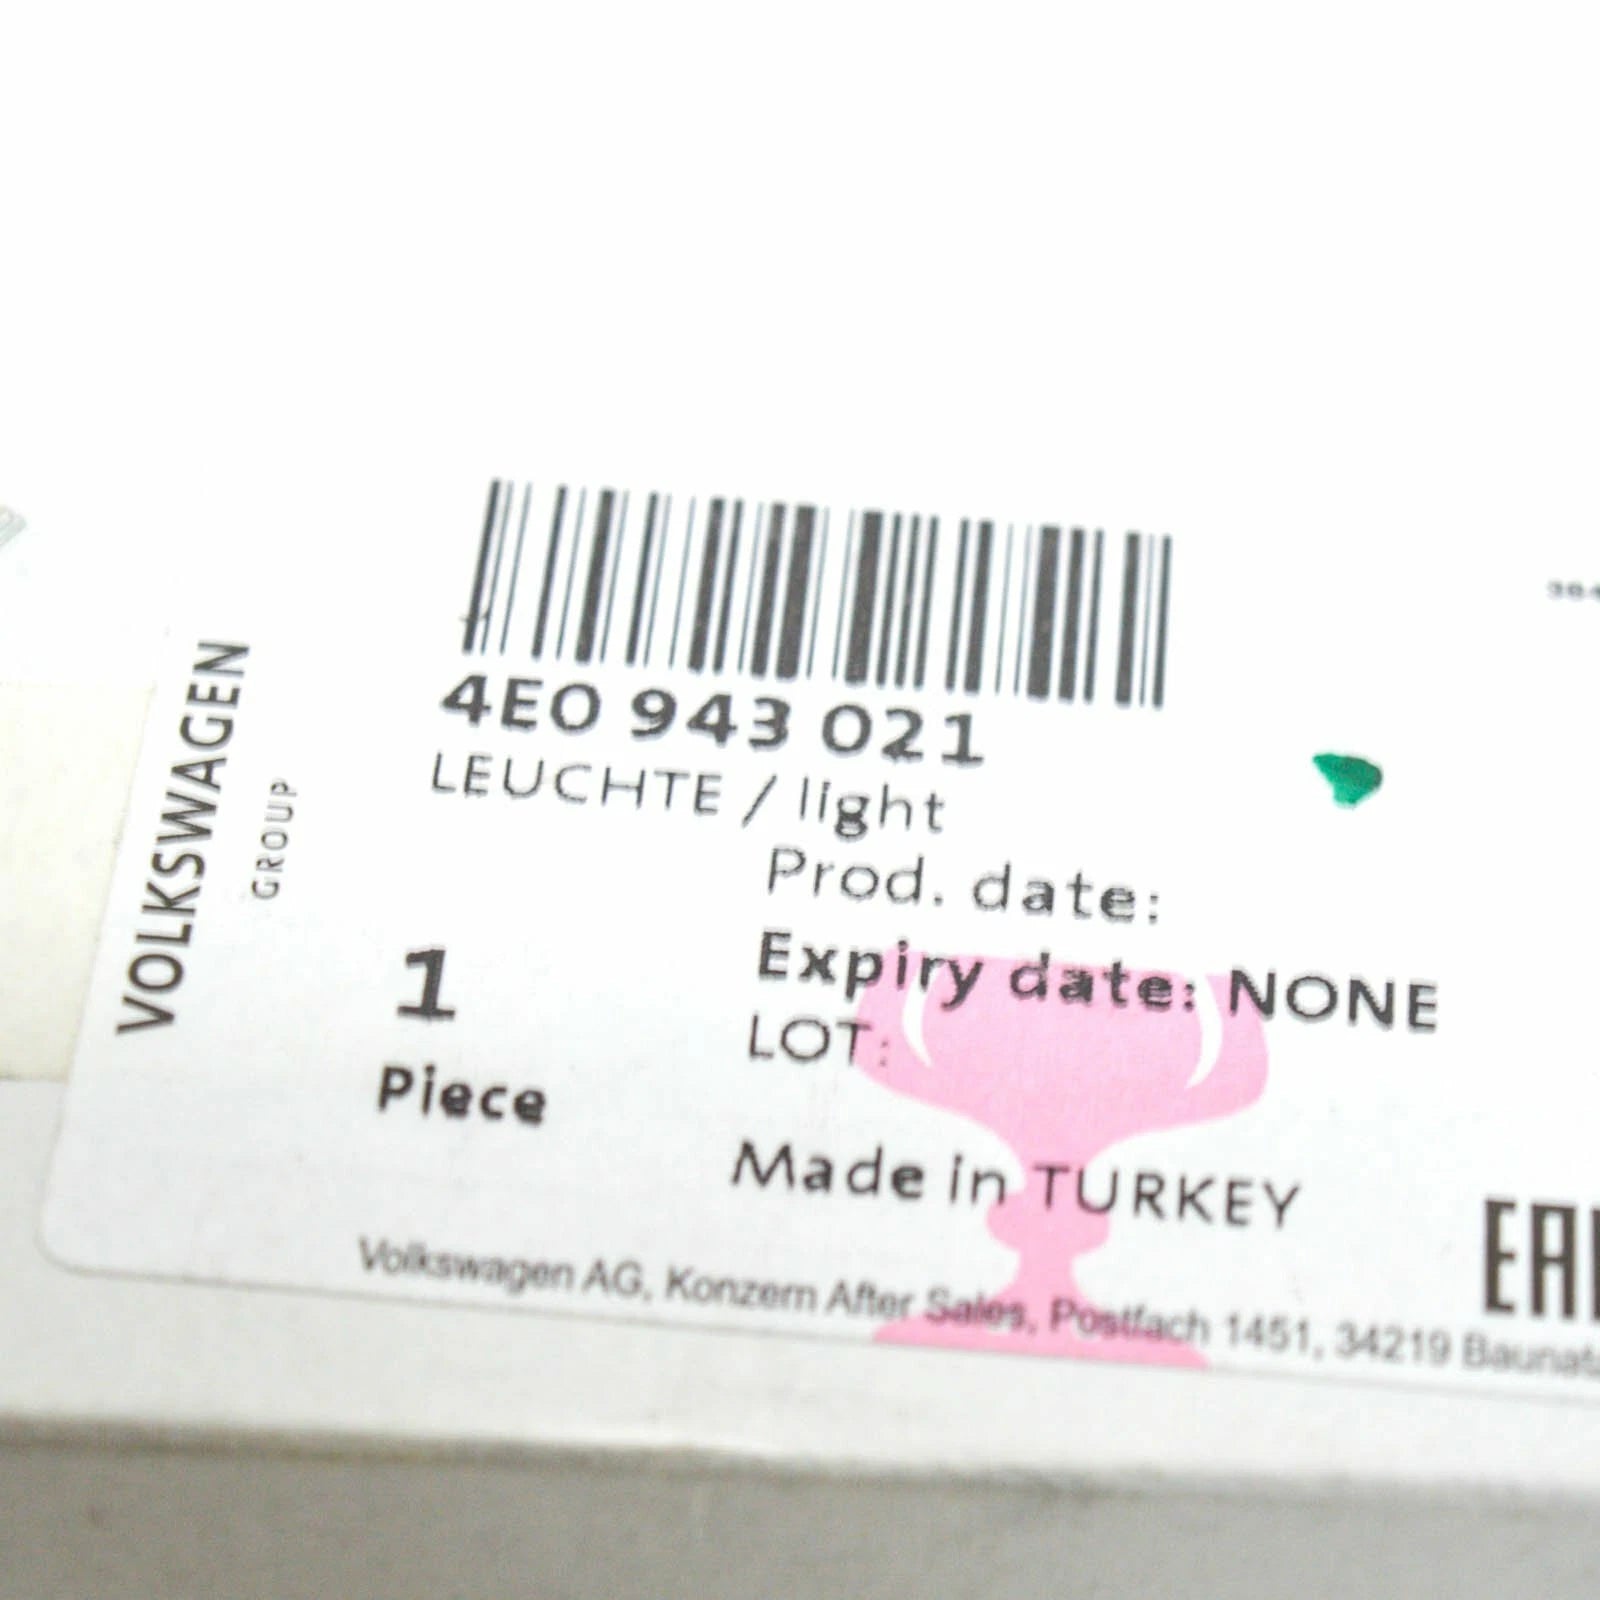 4E0 943 021
LEUCHTE / light
Prod. date:
Expiry date: NONE
LOT:
1
Piece
Made in TURKEY
VOLKSWAGEN
GROUP
Volkswagen AG, Konzern After Sales, Postfach 1451, 34219